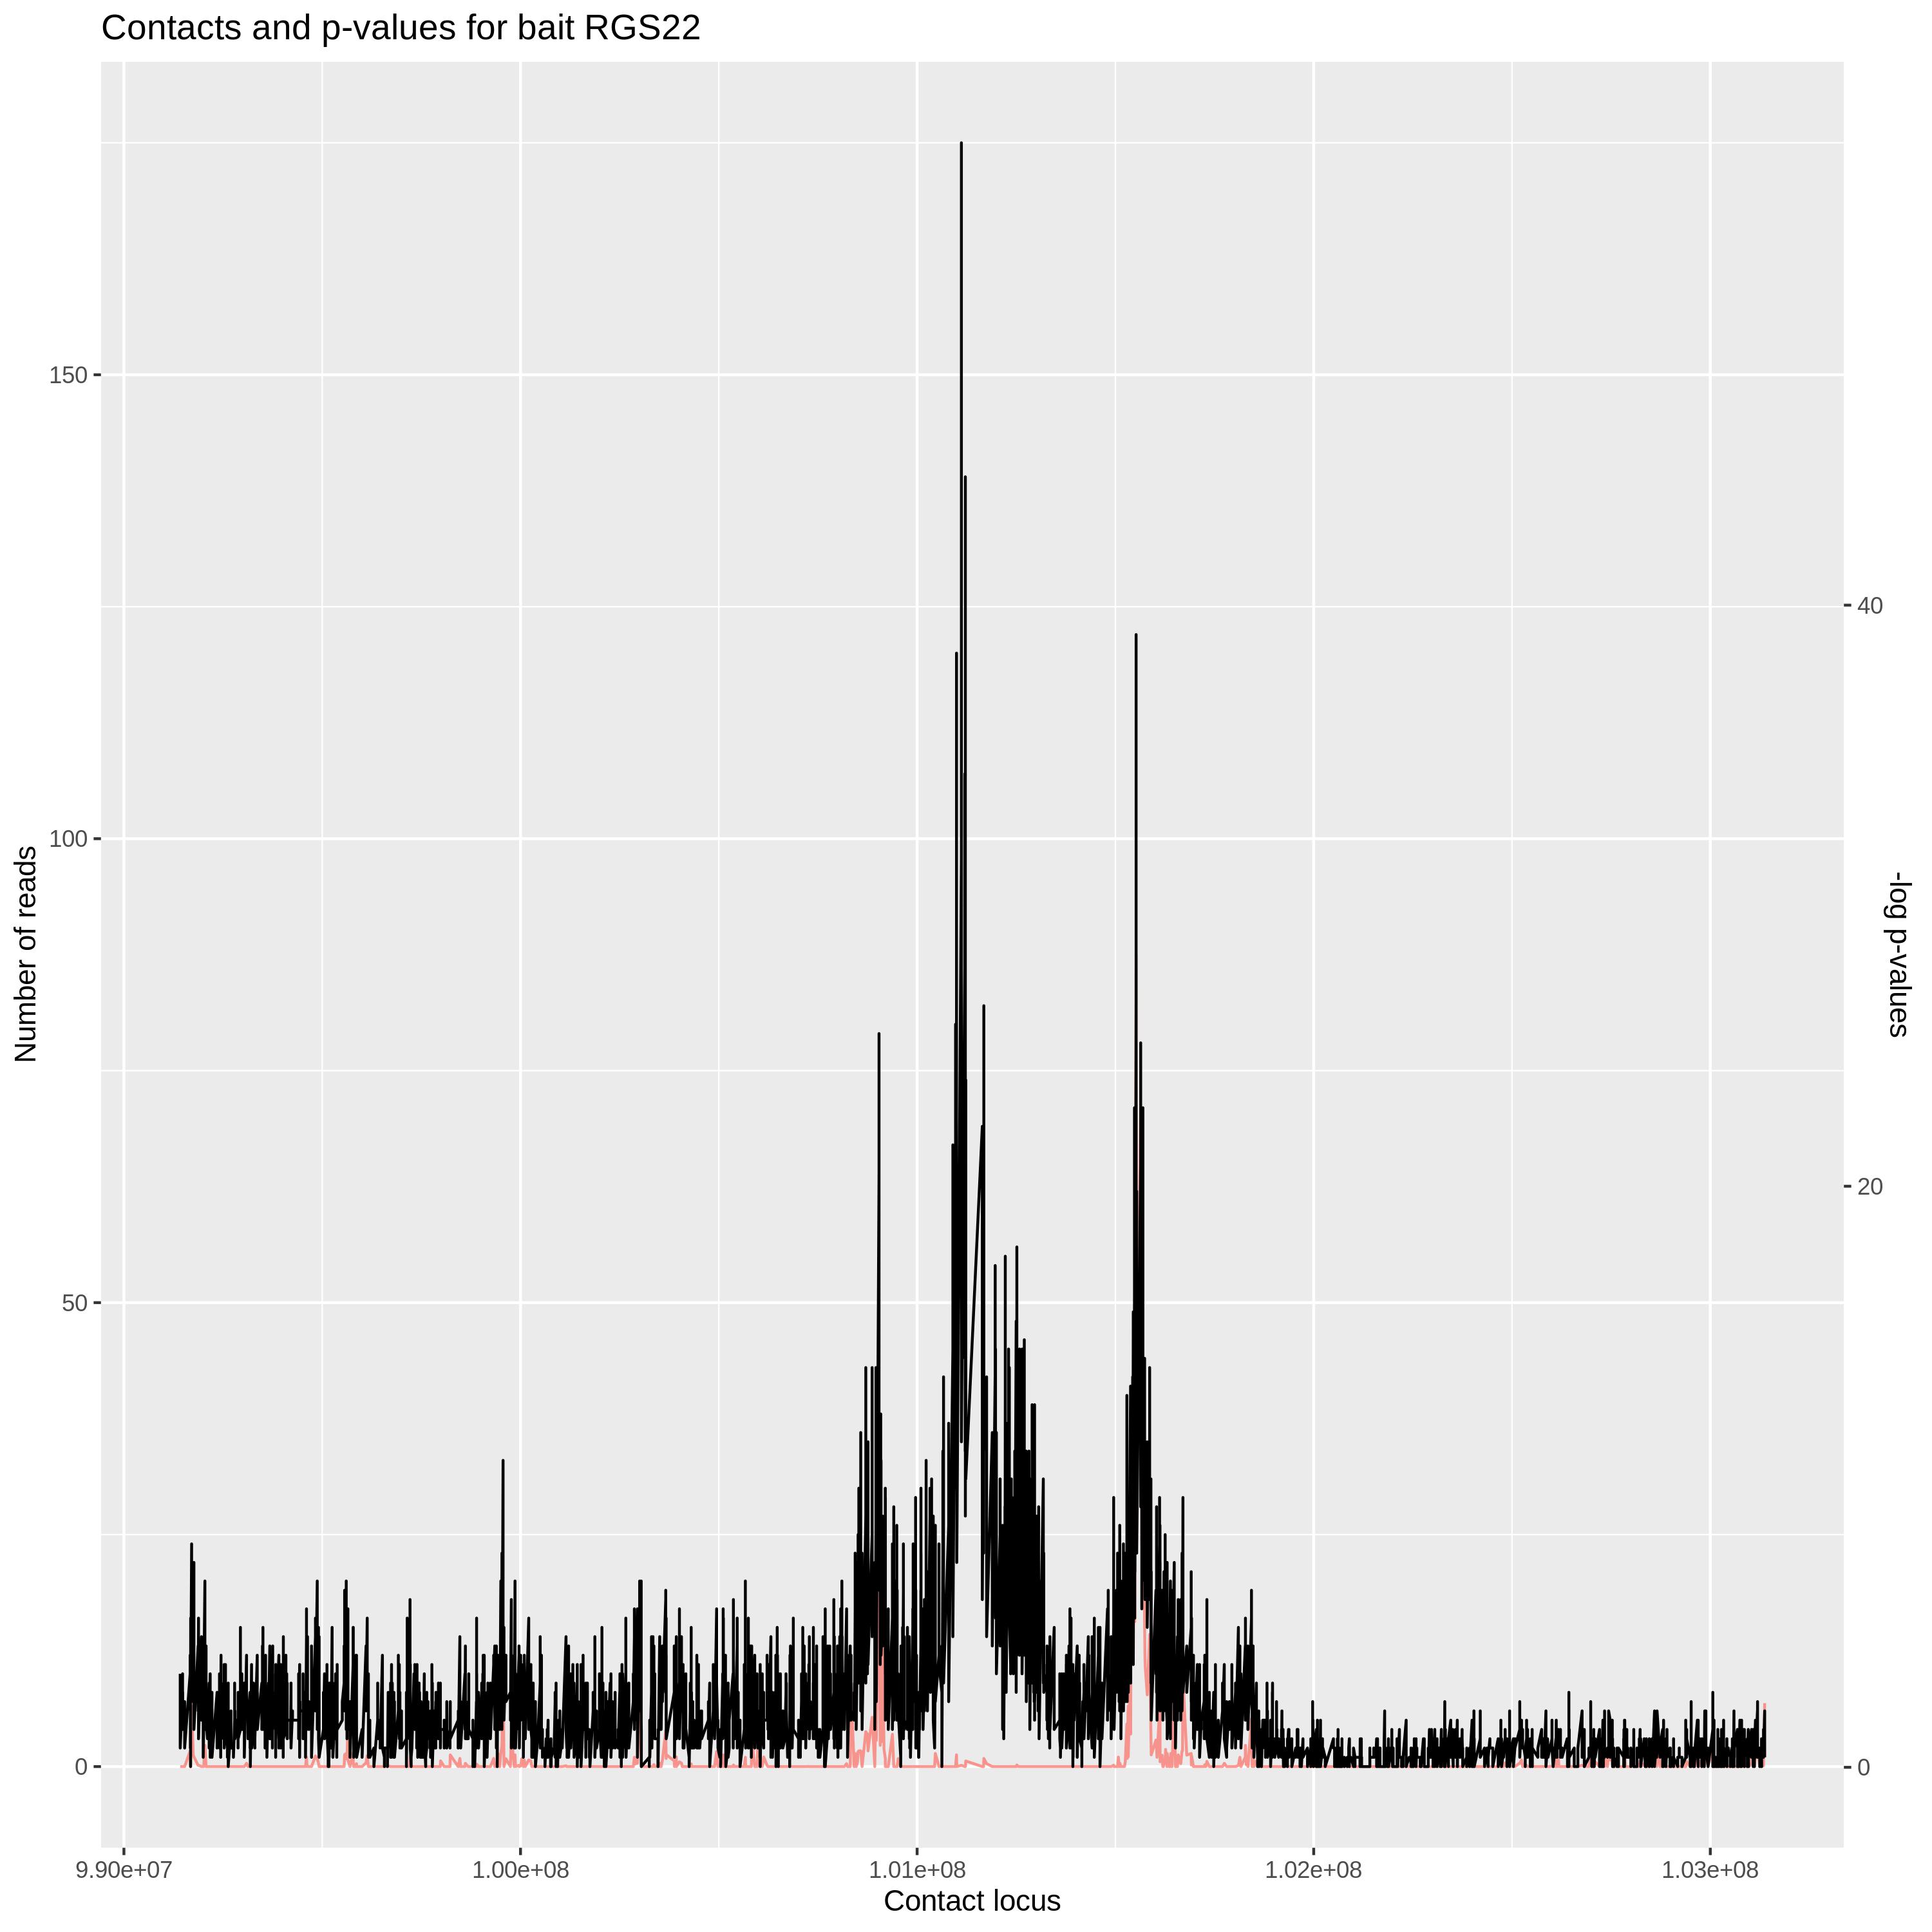 Contacts and p-values for bait RGS22
150
100
50
0
Number of reads
40
20
0
-log p-values
9.90e+07 1.00e+08 1.01e+08 1.02e+08 1.03e+08
Contact locus